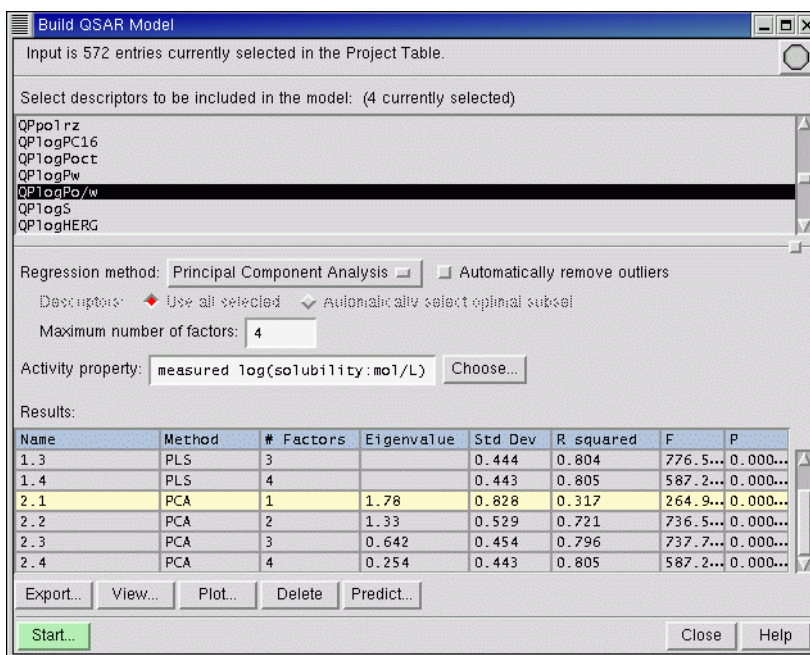 Build QSAR Model
Input is 572 entries currently selected in the Project Table.
Select descriptors to be included in the model: (4 currently selected)
QPpolrz
QPlogPC16
QPlogPoct
QPlogPw
QPlogPo/w
QPlogS
QPlogHERG
Regression method: Principal Component Analysis Automatically remove outliers
Descriptors: Use all selected Automatically select optimal subset
Maximum number of factors: 4
Activity property: measured log(solubility:mol/L) Choose...
Results:
Name Method # Factors Eigenvalue Std Dev R squared F P
1.3 PLS 3 0.444 0.804 776.5... 0.000...
1.4 PLS 4 0.443 0.805 587.2... 0.000...
2.1 PCA 1 1.78 0.828 0.317 264.9... 0.000...
2.2 PCA 2 1.33 0.529 0.721 736.5... 0.000...
2.3 PCA 3 0.642 0.454 0.796 737.7... 0.000...
2.4 PCA 4 0.254 0.443 0.805 587.2... 0.000...
Export... View... Plot... Delete Predict...
Start... Close Help